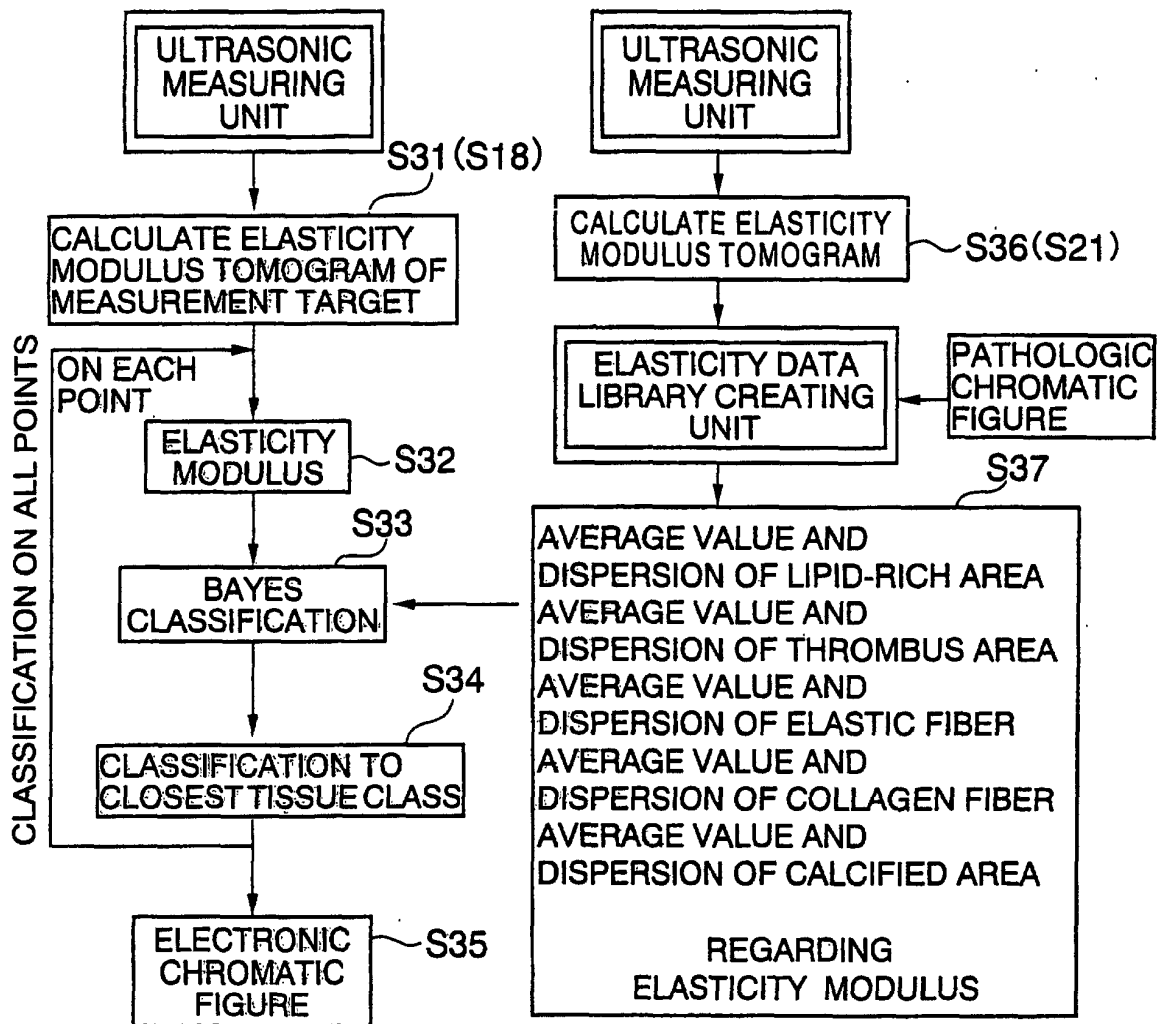 ULTRASONIC
MEASURING
UNIT
S31(S18)
CALCULATE ELASTICITY
MODULUS TOMOGRAM OF
MEASUREMENT TARGET
CLASSIFICATION ON ALL POINTS
ON EACH
POINT
ELASTICITY
MODULUS
S32
S33
BAYES
CLASSIFICATION
S34
CLASSIFICATION TO
CLOSEST TISSUE CLASS
ELECTRONIC
CHROMATIC
FIGURE
S35
ULTRASONIC
MEASURING
UNIT
CALCULATE ELASTICITY
MODULUS TOMOGRAM
S36(S21)
ELASTICITY DATA
LIBRARY CREATING
UNIT
PATHOLOGIC
CHROMATIC
FIGURE
S37
AVERAGE VALUE AND
DISPERSION OF LIPID-RICH AREA
AVERAGE VALUE AND
DISPERSION OF THROMBUS AREA
AVERAGE VALUE AND
DISPERSION OF ELASTIC FIBER
AVERAGE VALUE AND
DISPERSION OF COLLAGEN FIBER
AVERAGE VALUE AND
DISPERSION OF CALCIFIED AREA
REGARDING
ELASTICITY MODULUS